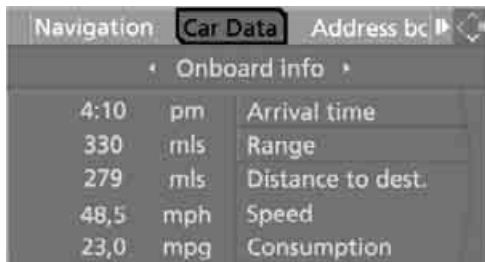 Navigation Car Data Address bc
Onboard info
4:10 pm Arrival time
330 mls Range
279 mls Distance to dest.
48,5 mph Speed
23,0 mpg Consumption